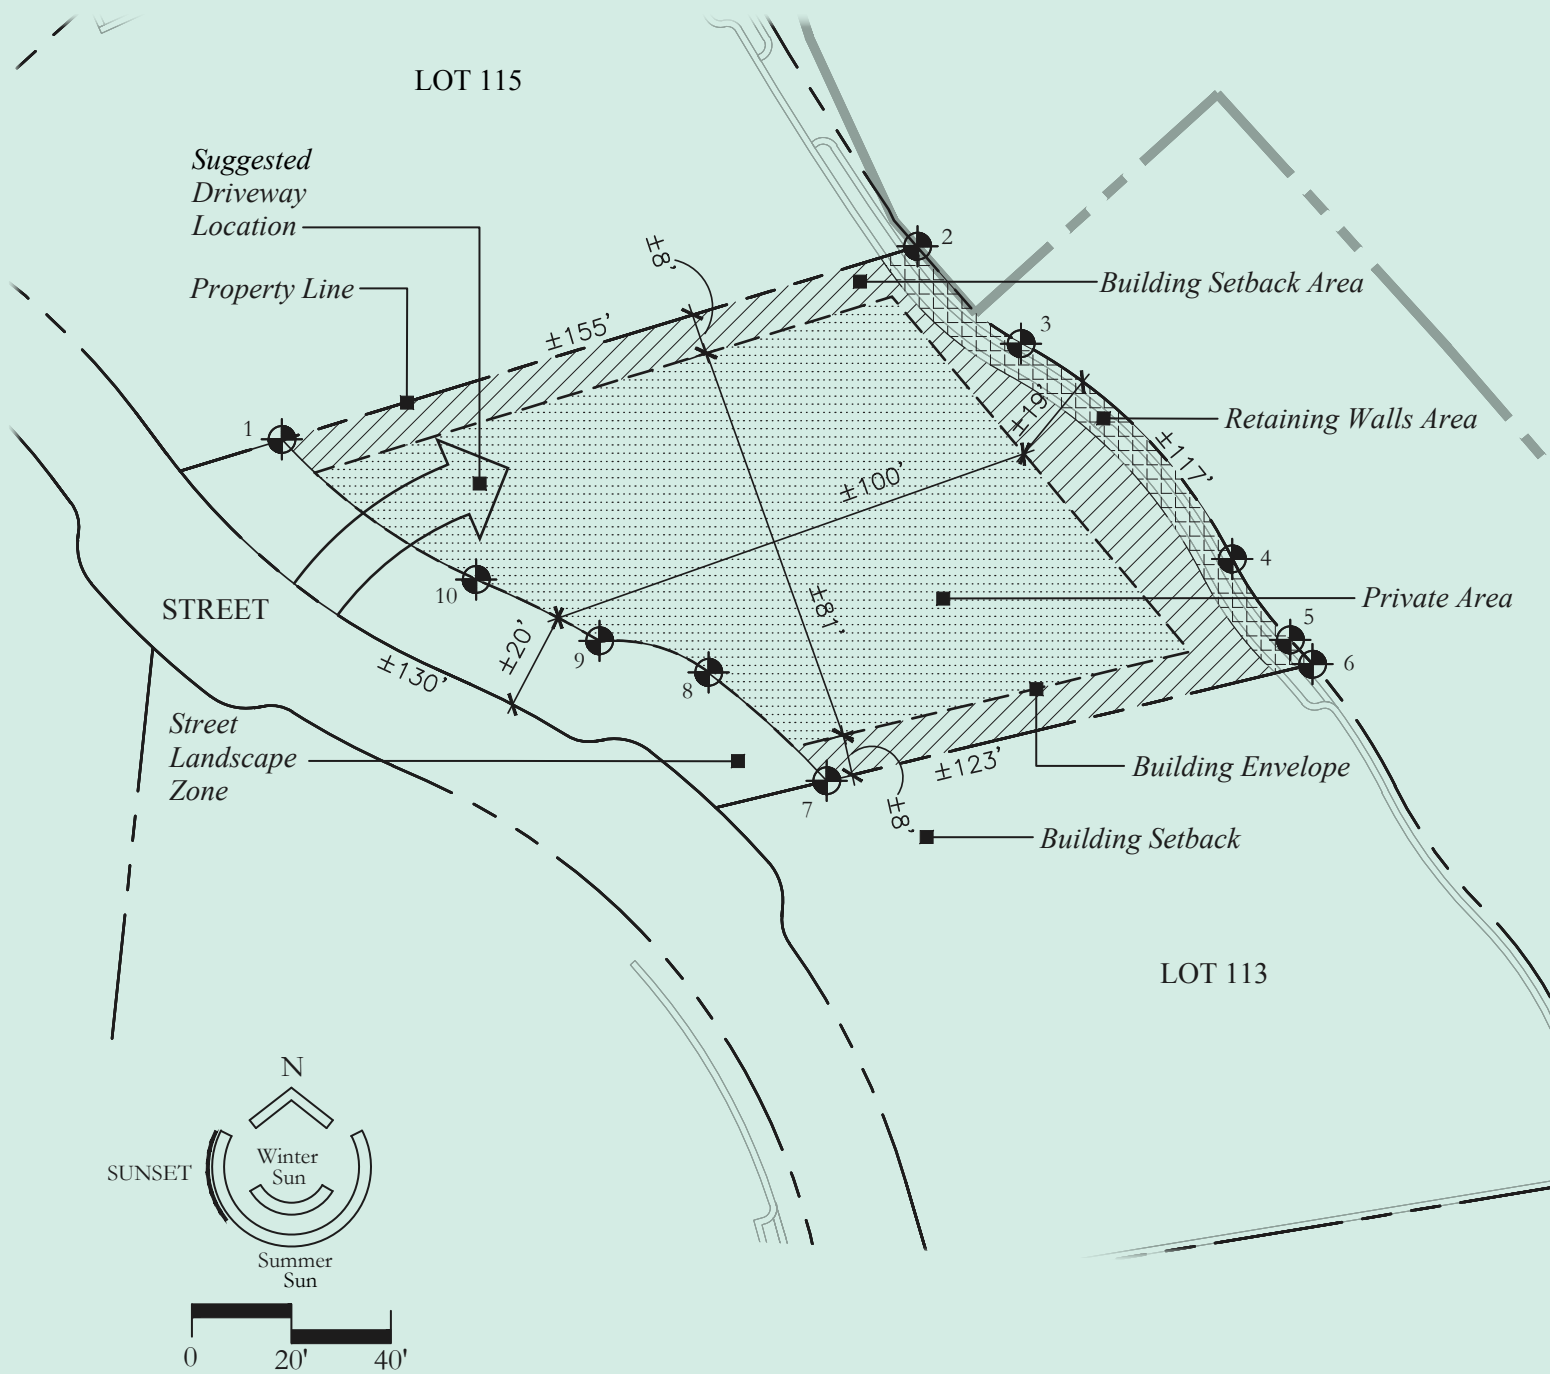 LOT 115
Suggested
Driveway
Location
Property Line
±8'
±155'
2
Building Setback Area
3
±19'
Retaining Walls Area
±117'
1
±100'
4
10
STREET
±81'
Private Area
±20'
9
5
6
±130'
8
Street
Landscape
Zone
Building Envelope
±123'
7
±8'
Building Setback
LOT 113
N
SUNSET
Winter
Sun
Summer
Sun
0 20' 40'